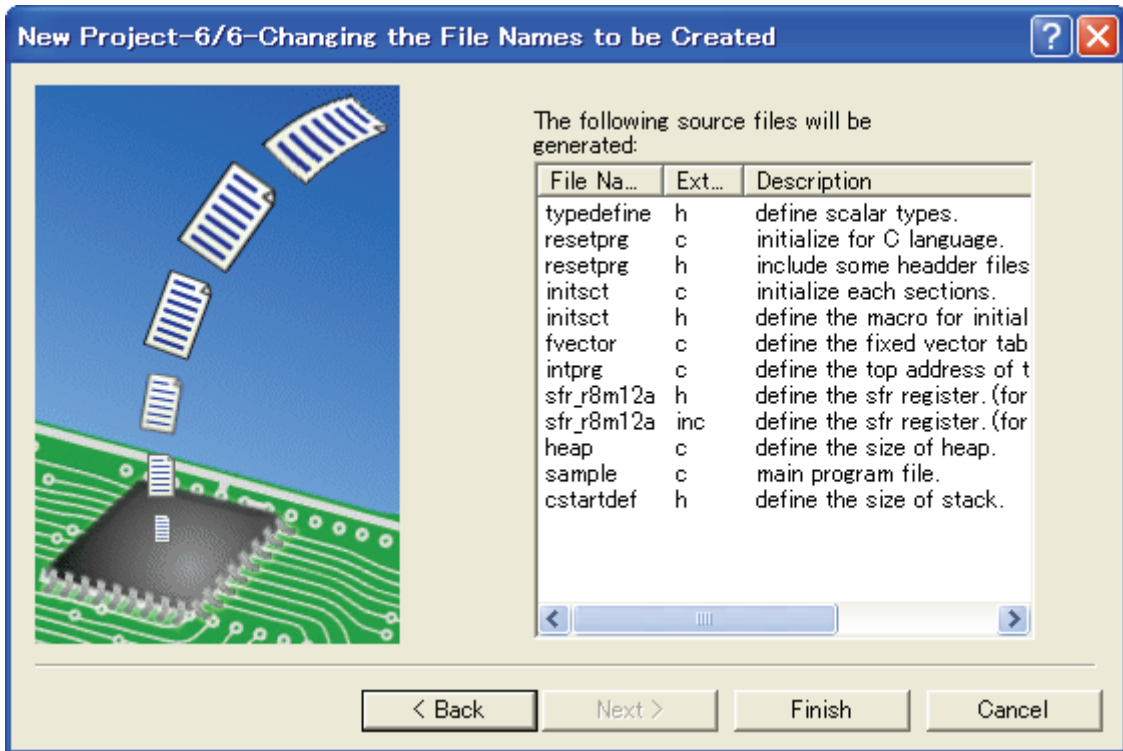 New Project-6/6-Changing the File Names to be Created
The following source files will be
generated:
File Na... Ext... Description
typedefine h define scalar types.
resetprg c initialize for C language.
resetprg h include some headder files
initsct c initialize each sections.
initsct h define the macro for initial
fvector c define the fixed vector tab
intprg c define the top address of t
sfr_r8m12a h define the sfr register. (for
sfr_r8m12a inc define the sfr register. (for
heap c define the size of heap.
sample c main program file.
cstartdef h define the size of stack.
< Back Next > Finish Cancel